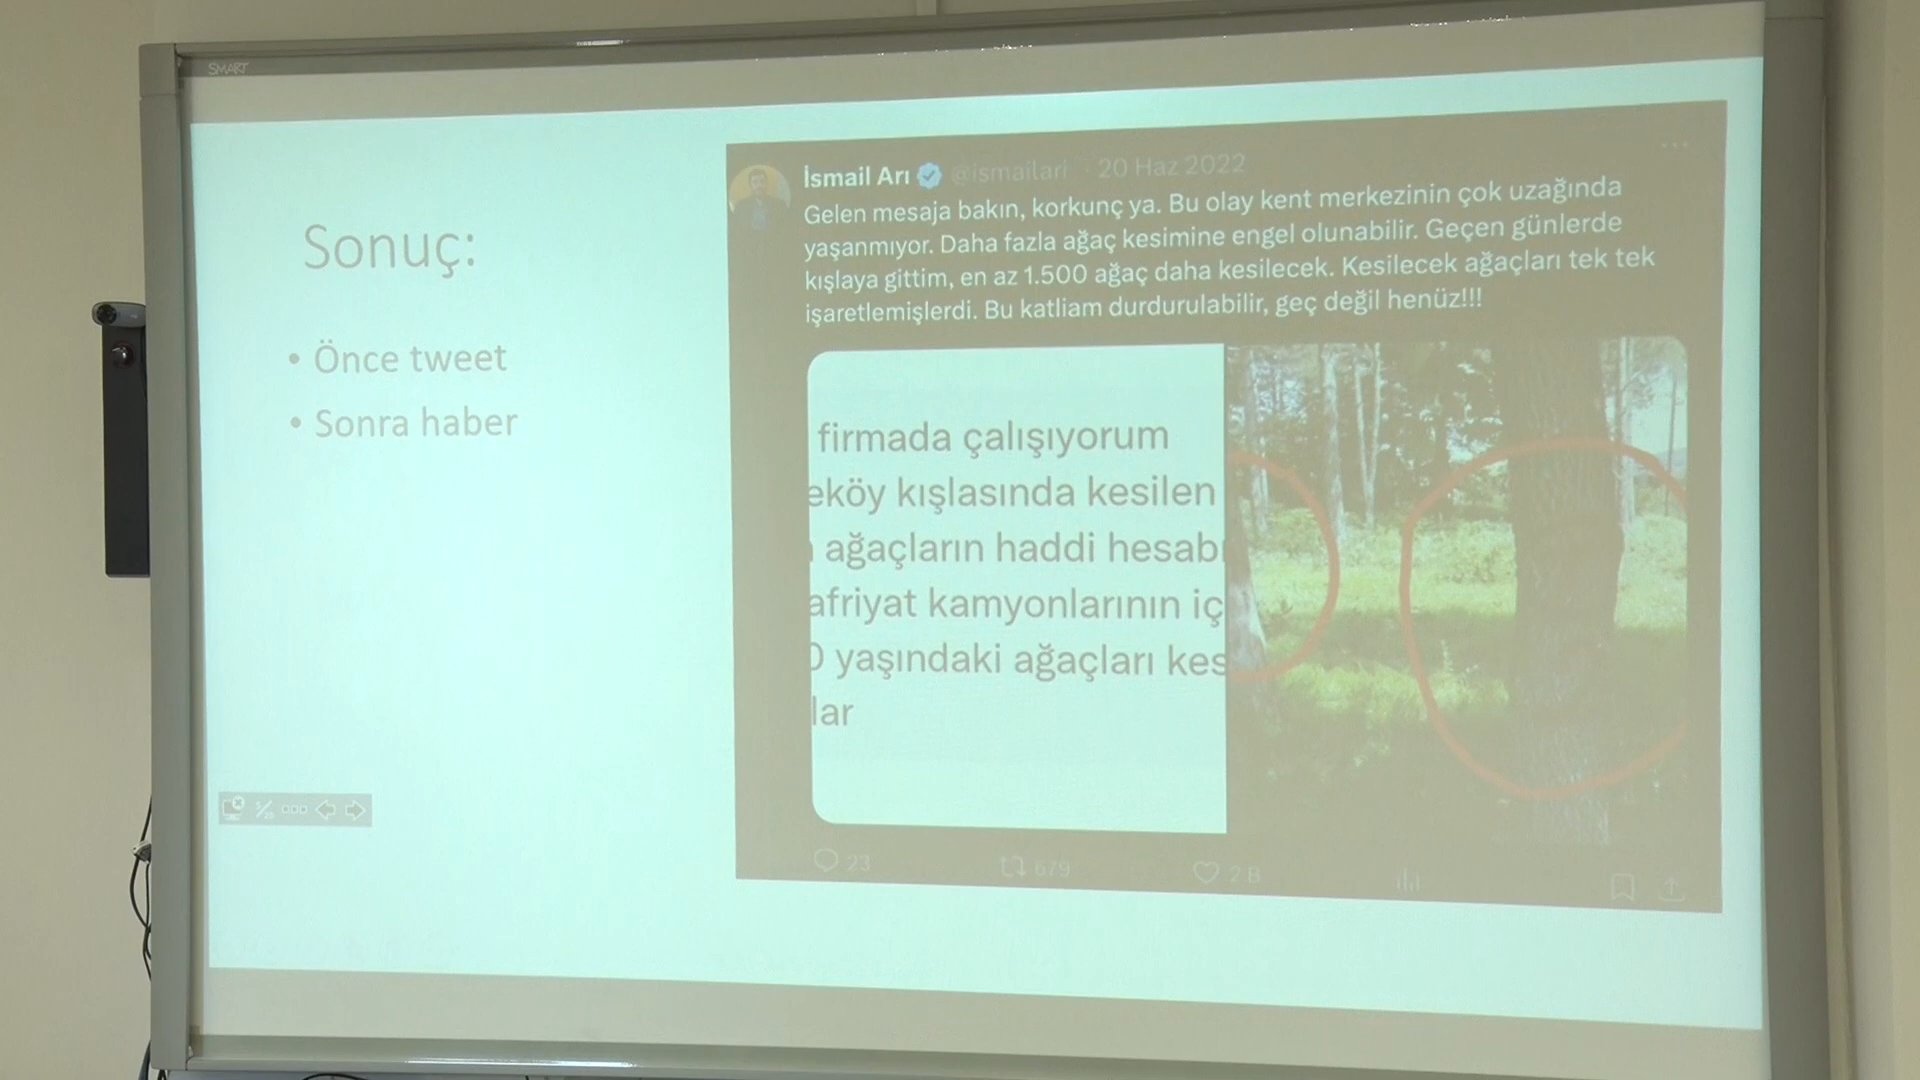 SMART
Sonuç:
• Önce tweet
• Sonra haber
İsmail Arı @ismailari · 20 Haz 2022
Gelen mesaja bakın, korkunç ya. Bu olay kent merkezinin çok uzağında
yaşanmıyor. Daha fazla ağaç kesimine engel olunabilir. Geçen günlerde
kışlaya gittim, en az 1.500 ağaç daha kesilecek. Kesilecek ağaçları tek tek
işaretlemişlerdi. Bu katliam durdurulabilir, geç değil henüz!!!
firmada çalışıyorum
eköy kışlasında kesilen
ağaçların haddi hesabı
afriyat kamyonlarının iç
0 yaşındaki ağaçları kes
lar
23 679 2 B